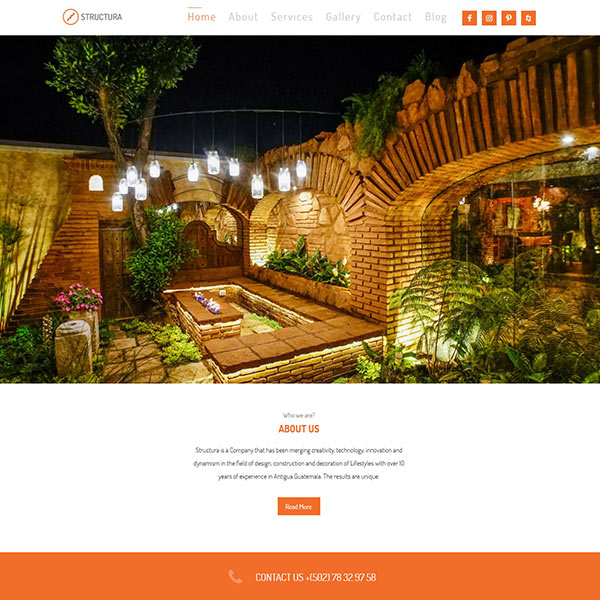 STRUCTURA
Home About Services Gallery Contact Blog
Who we are?
ABOUT US
Structura is a Company that has been merging creativity, technology, innovation and
dynamism in the field of design, construction and decoration of Lifestyles with over 10
years of experience in Antigua Guatemala. The results are unique.
Read More
CONTACT US +(502) 78 32 97 58